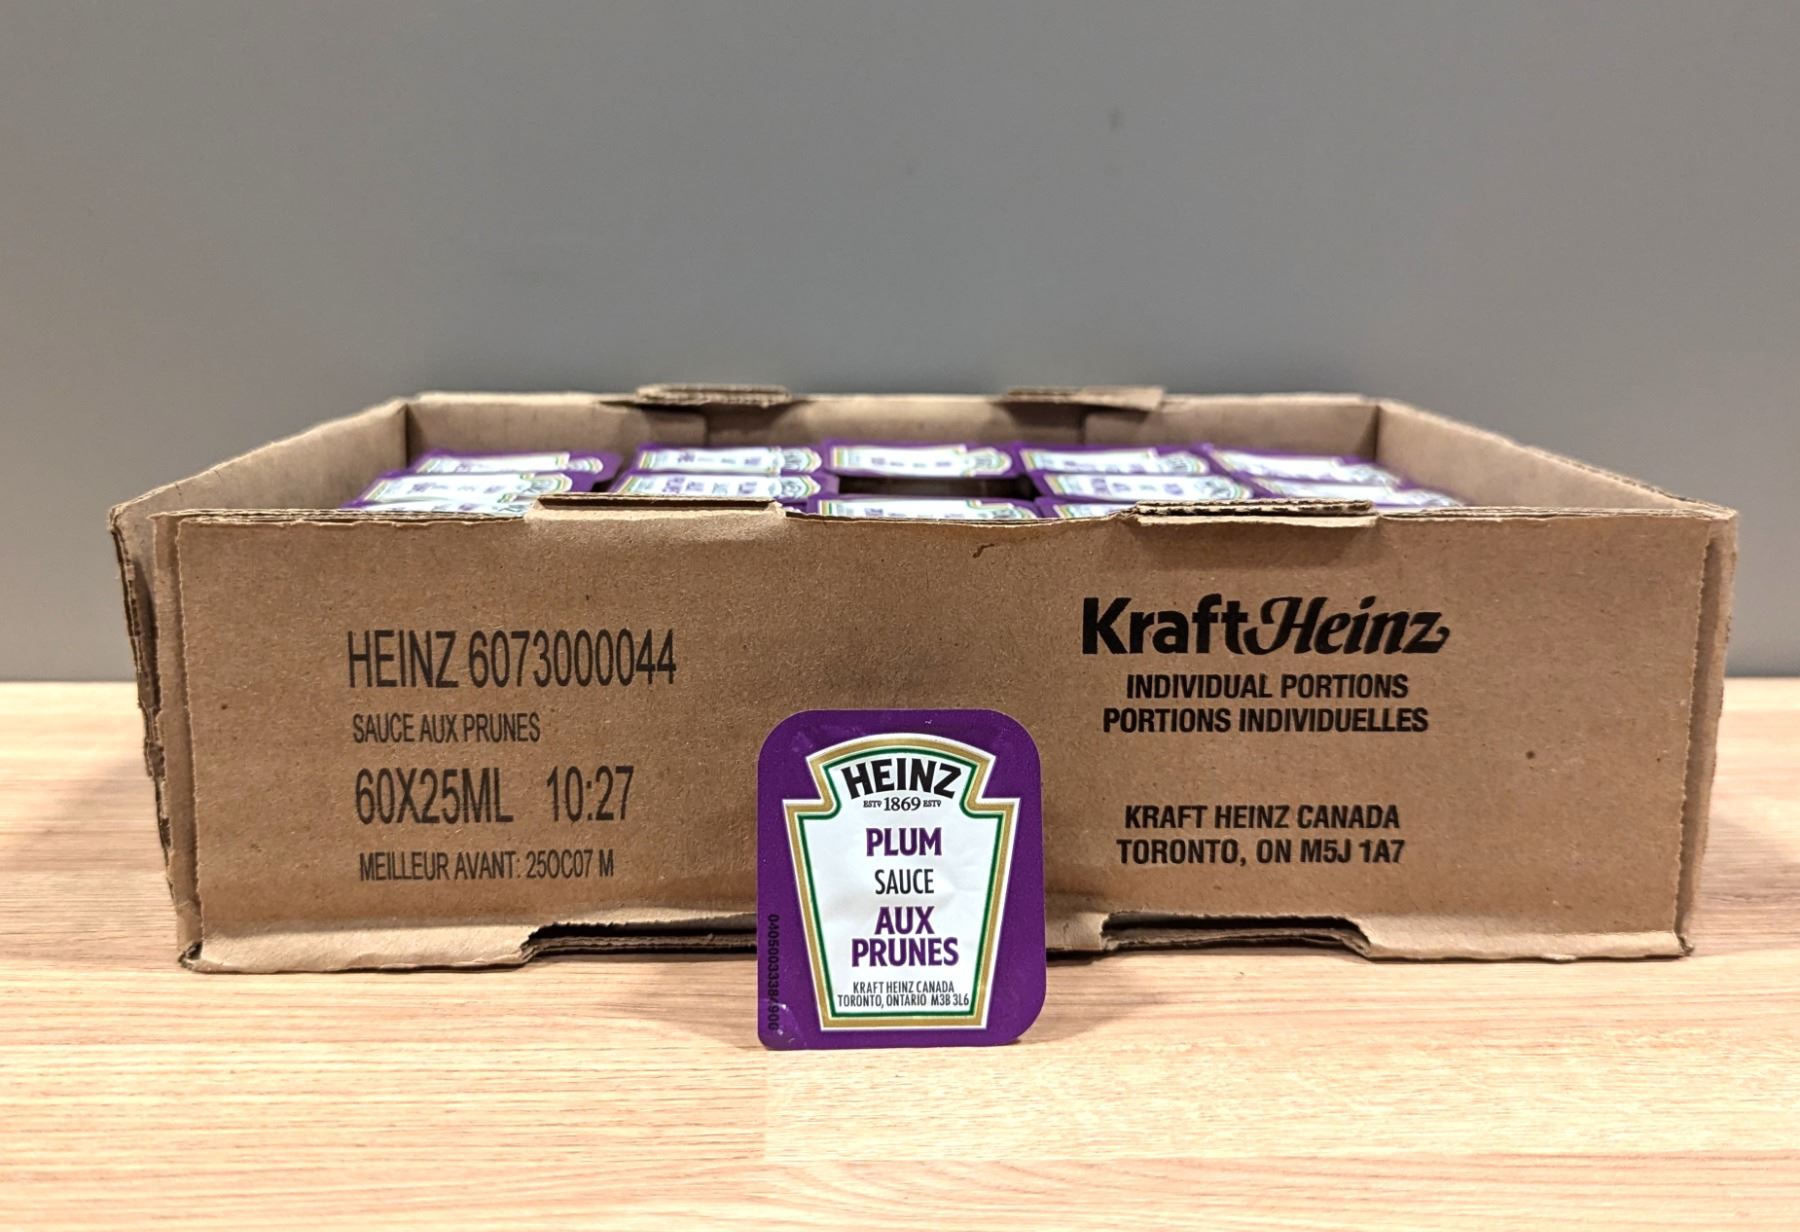 HEINZ 6073000044
SAUCE AUX PRUNES
60X25ML 10:27
MEILLEUR AVANT: 25OC07 M
KraftHeinz
INDIVIDUAL PORTIONS
PORTIONS INDIVIDUELLES
KRAFT HEINZ CANADA
TORONTO, ON M5J 1A7
HEINZ
ESTD 1869 ESTD
PLUM
SAUCE
AUX
PRUNES
KRAFT HEINZ CANADA
TORONTO, ONTARIO M3B 3L6